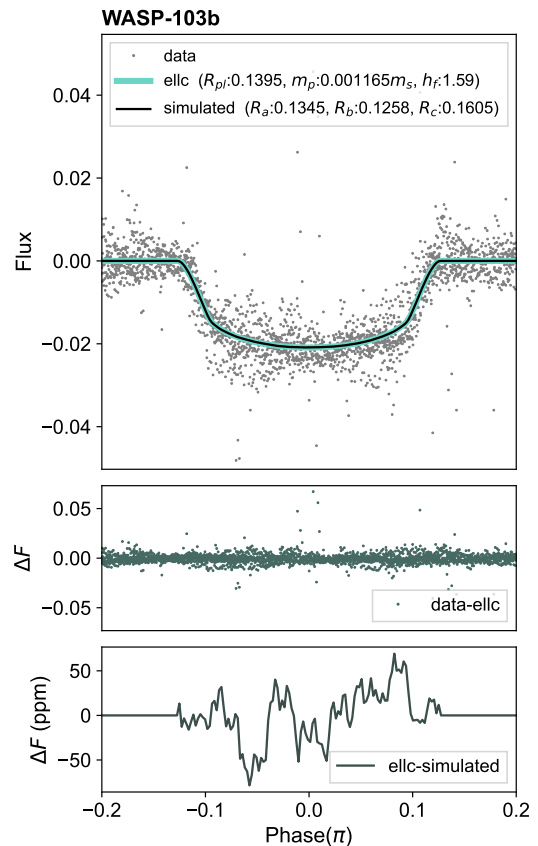 WASP-103b
data
ellc (R_pl:0.1395, m_p:0.001165m_s, h_f:1.59)
simulated (R_a:0.1345, R_b:0.1258, R_c:0.1605)
Flux
0.04
0.02
0.00
−0.02
−0.04
ΔF
0.05
0.00
−0.05
data-ellc
ΔF (ppm)
50
0
−50
ellc-simulated
−0.2 −0.1 0.0 0.1 0.2
Phase(π)